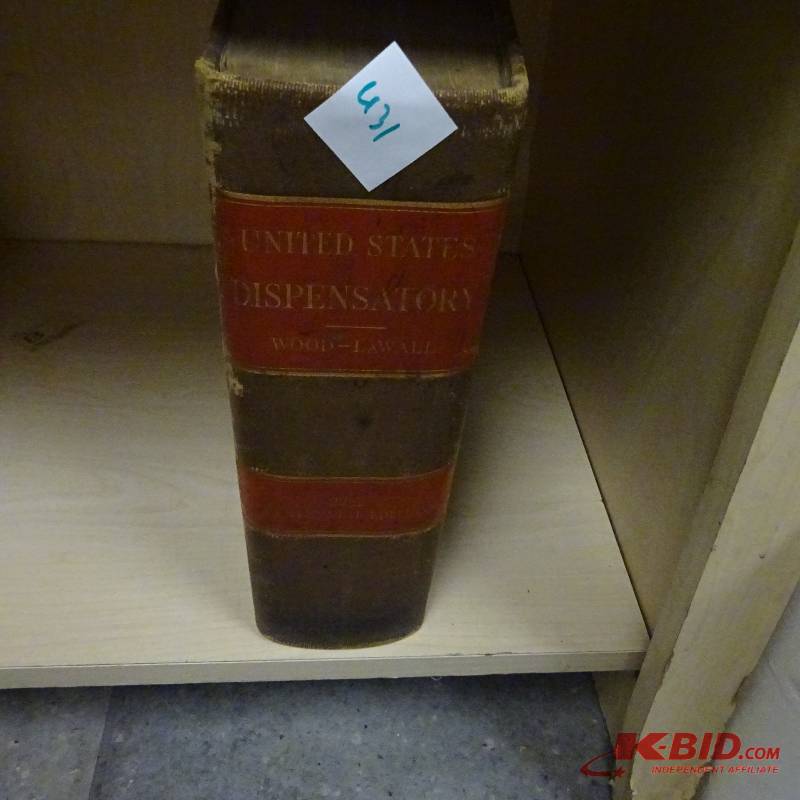 431
UNITED STATES
DISPENSATORY
WOOD-LAWALL
K-BID.COM
INDEPENDENT AFFILIATE